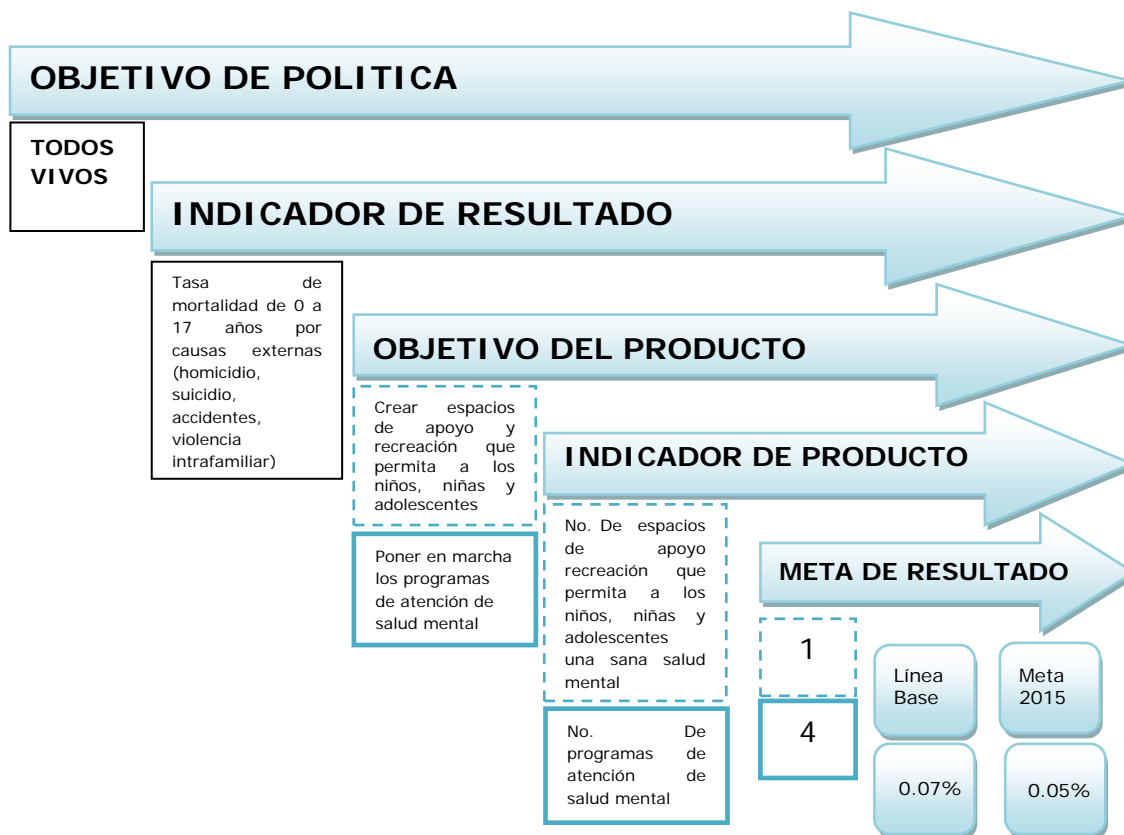 OBJETIVO DE POLITICA
TODOS
VIVOS
INDICADOR DE RESULTADO
Tasa de
mortalidad de 0 a
17 años por
causas externas
(homicidio,
suicidio,
accidentes,
violencia
intrafamiliar)
OBJETIVO DEL PRODUCTO
Crear espacios
de apoyo y
recreación que
permita a los
niños, niñas y
adolescentes
Poner en marcha
los programas
de atención de
salud mental
INDICADOR DE PRODUCTO
No. De espacios
de apoyo
recreación que
permita a los
niños, niñas y
adolescentes
una sana salud
mental
No. De
programas de
atención de
salud mental
META DE RESULTADO
1
4
Línea
Base
Meta
2015
0.07%
0.05%